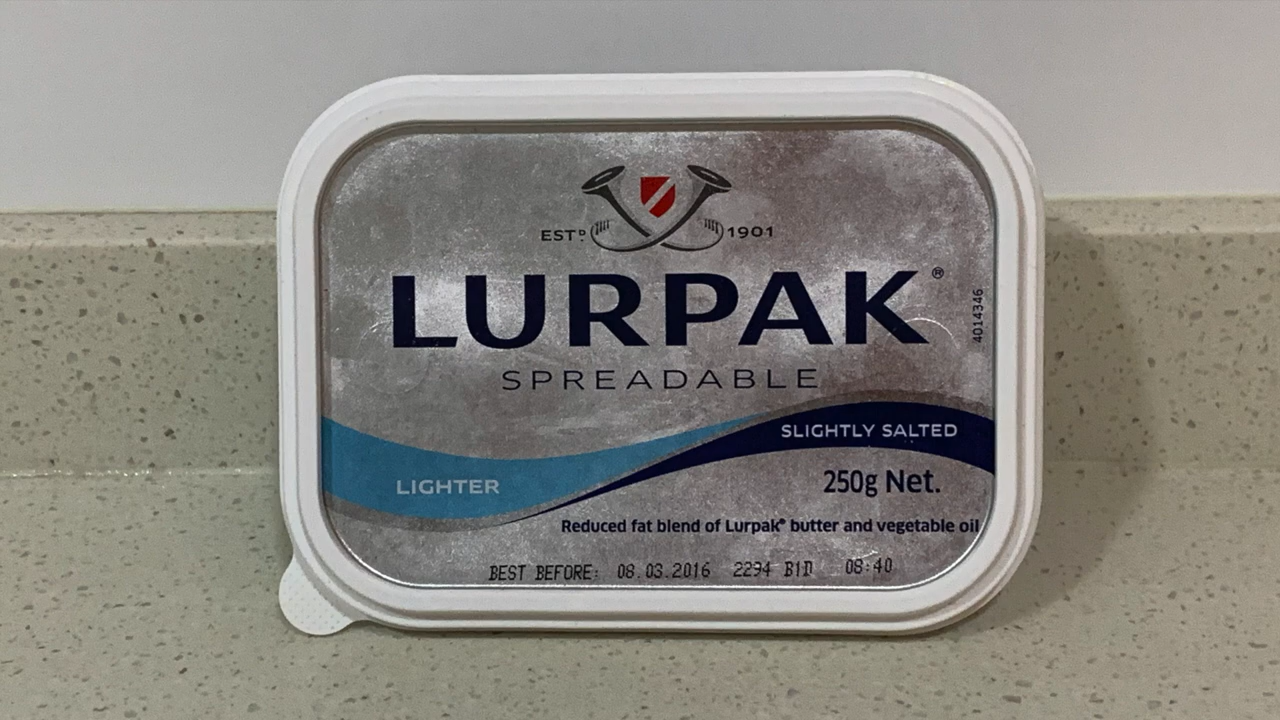 ESTD 1901
LURPAK®
SPREADABLE
4014346
SLIGHTLY SALTED
LIGHTER
250g Net.
Reduced fat blend of Lurpak® butter and vegetable oil
BEST BEFORE: 08.03.2016 2294 B1D 08:40